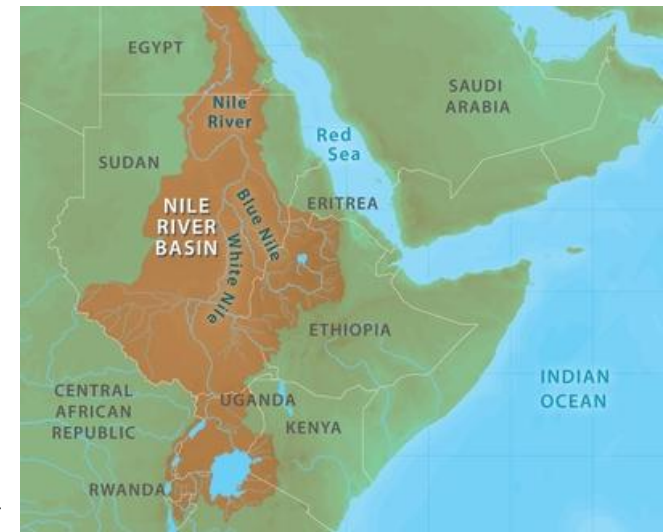 EGYPT
Nile
River
SAUDI
ARABIA
Red
Sea
SUDAN
ERITREA
NILE
RIVER
BASIN
Blue Nile
White Nile
ETHIOPIA
CENTRAL
AFRICAN
REPUBLIC
UGANDA
KENYA
INDIAN
OCEAN
RWANDA